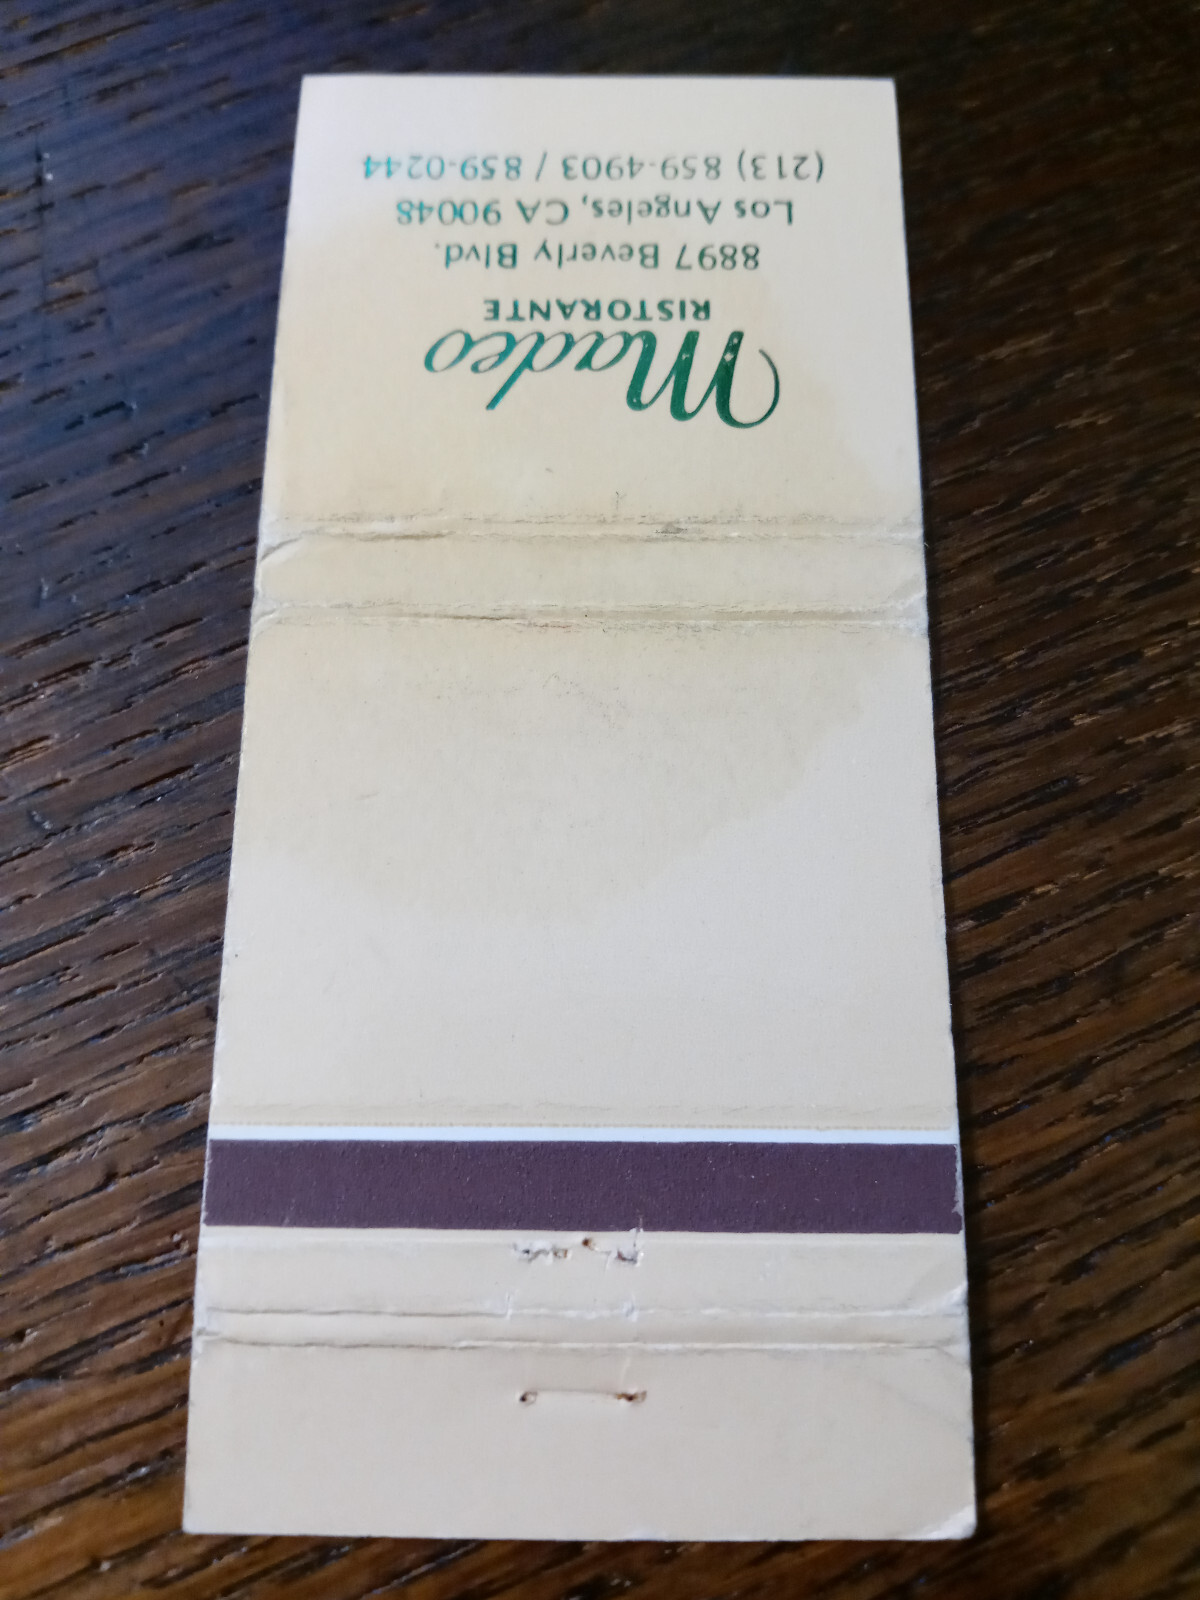 Madeo
RISTORANTE
8897 Beverly Blvd.
Los Angeles, CA 90048
(213) 859-4903 / 859-0244